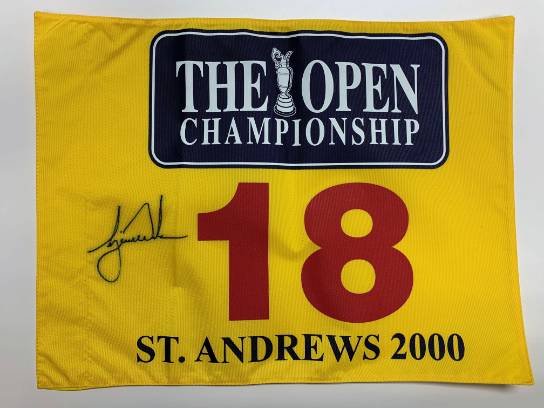 THE OPEN
CHAMPIONSHIP
18
ST. ANDREWS 2000